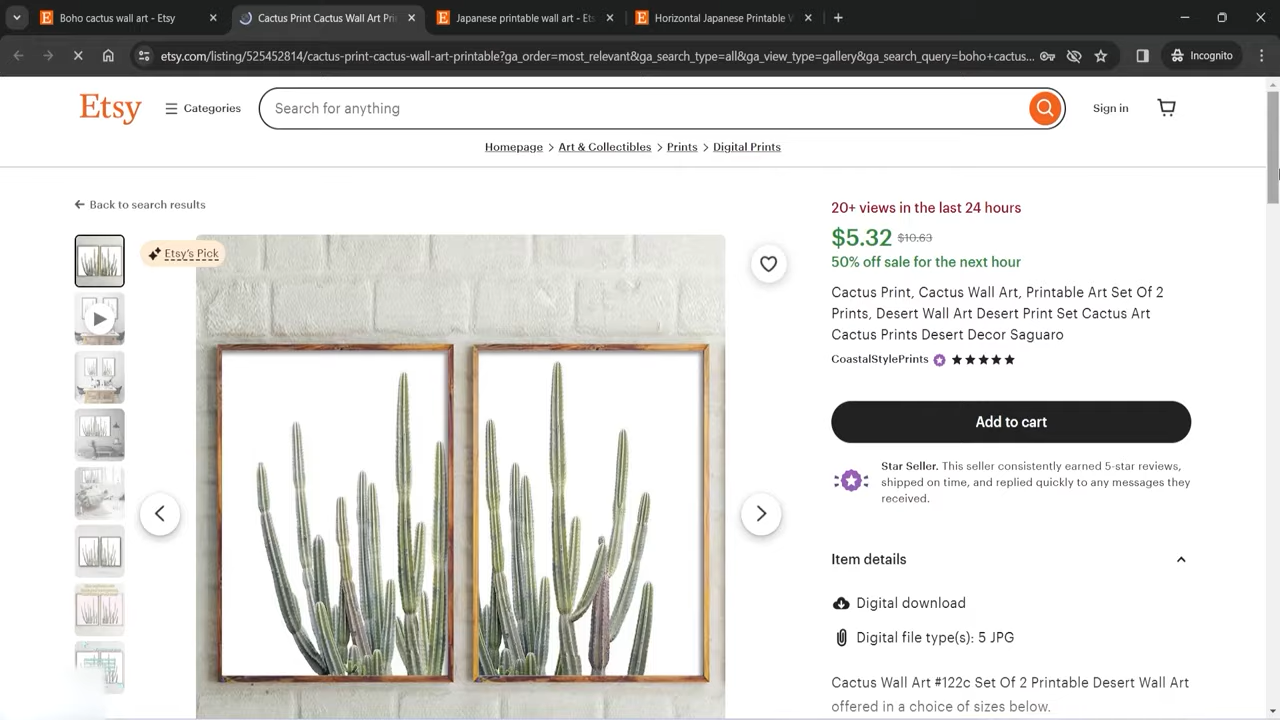 Boho cactus wall art - Etsy
Cactus Print Cactus Wall Art Pri
Japanese printable wall art - Ets
Horizontal Japanese Printable W
etsy.com/listing/525452814/cactus-print-cactus-wall-art-printable?ga_order=most_relevant&ga_search_type=all&ga_view_type=gallery&ga_search_query=boho+cactus...
Incognito
Etsy
Categories
Search for anything
Sign in
Homepage > Art & Collectibles > Prints > Digital Prints
Back to search results
Etsy's Pick
20+ views in the last 24 hours
$5.32 $10.63
50% off sale for the next hour
Cactus Print, Cactus Wall Art, Printable Art Set Of 2
Prints, Desert Wall Art Desert Print Set Cactus Art
Cactus Prints Desert Decor Saguaro
CoastalStylePrints
Add to cart
Star Seller. This seller consistently earned 5-star reviews,
shipped on time, and replied quickly to any messages they
received.
Item details
Digital download
Digital file type(s): 5 JPG
Cactus Wall Art #122c Set Of 2 Printable Desert Wall Art
offered in a choice of sizes below.